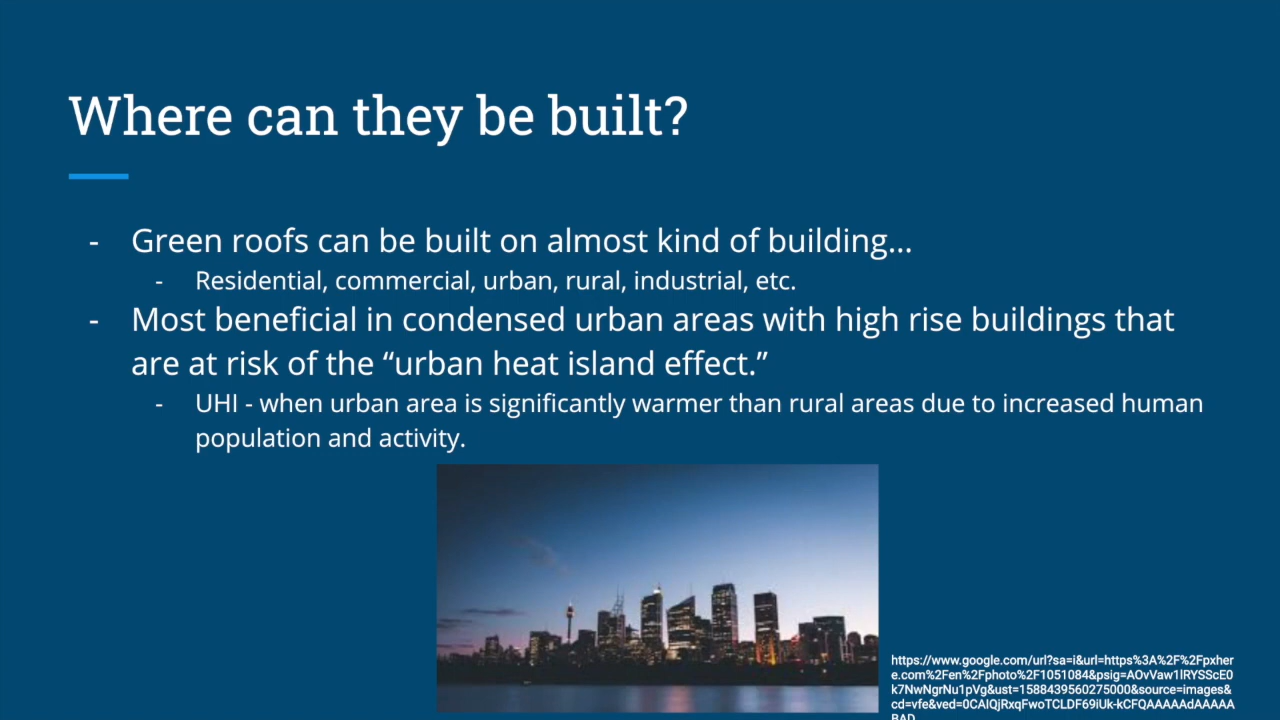 Where can they be built?
- Green roofs can be built on almost kind of building...
- Residential, commercial, urban, rural, industrial, etc.
- Most beneficial in condensed urban areas with high rise buildings that
are at risk of the “urban heat island effect.”
- UHI - when urban area is significantly warmer than rural areas due to increased human
population and activity.
https://www.google.com/url?sa=i&url=https%3A%2F%2Fpxher
e.com%2Fen%2Fphoto%2F1051084&psig=AOvVaw1lRYSScE0
k7NwNgrNu1pVg&ust=1588439560275000&source=images&
cd=vfe&ved=0CAIQjRxqFwoTCLDF69iUk-kCFQAAAAAdAAAAA
BAD